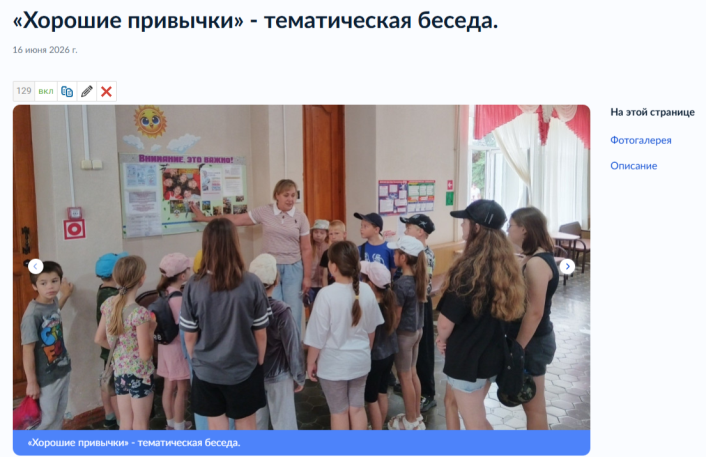 «Хорошие привычки» - тематическая беседа.
16 июня 2026 г.
129 вкл
На этой странице
Фотогалерея
Описание
Внимание, это важно!
«Хорошие привычки» - тематическая беседа.